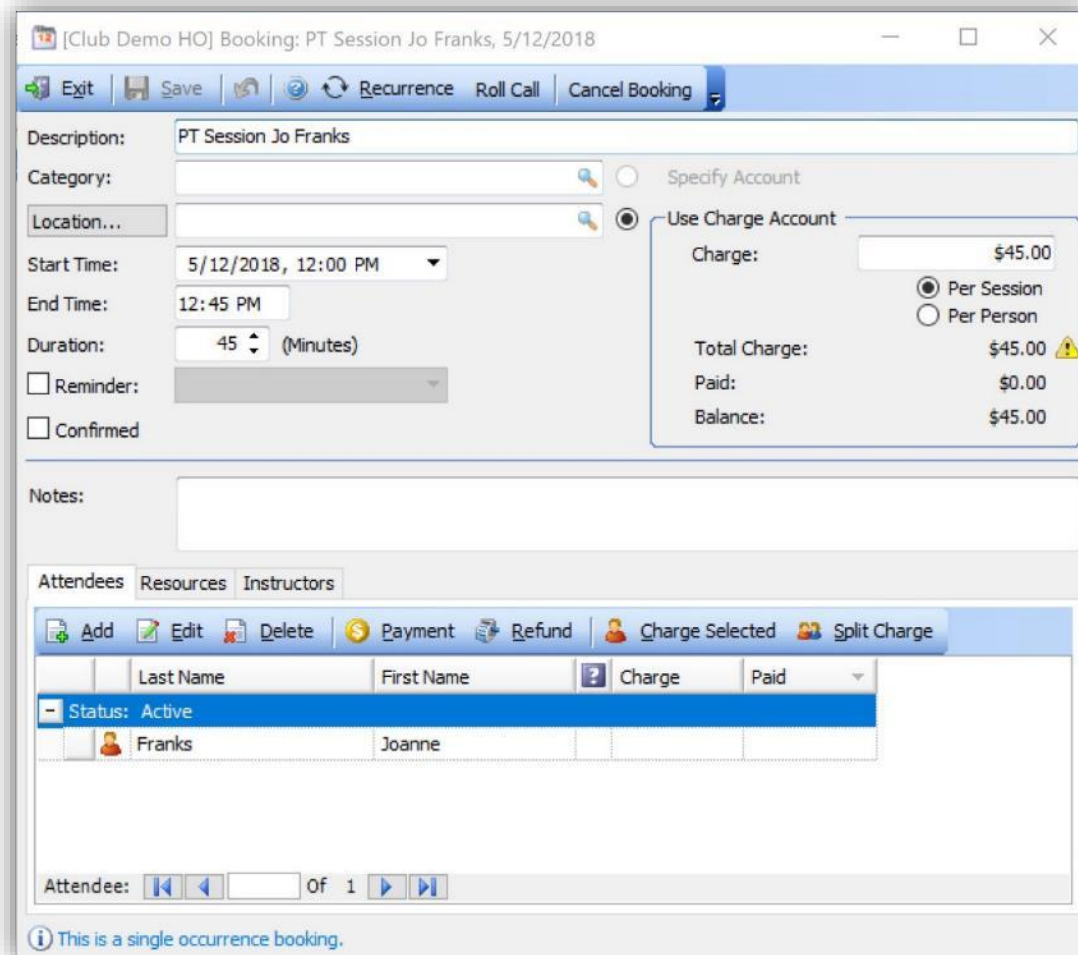 [Club Demo HO] Booking: PT Session Jo Franks, 5/12/2018
Exit Save Recurrence Roll Call Cancel Booking
Description: PT Session Jo Franks
Category: Specify Account
Location... Use Charge Account
Charge: $45.00
Start Time: 5/12/2018, 12:00 PM
Per Session
End Time: 12:45 PM
Per Person
Duration: 45 (Minutes)
Total Charge: $45.00
Reminder:
Paid: $0.00
Confirmed
Balance: $45.00
Notes:
Attendees Resources Instructors
Add Edit Delete Payment Refund Charge Selected Split Charge
Last Name First Name ? Charge Paid
Status: Active
Franks Joanne
Attendee: Of 1
This is a single occurrence booking.